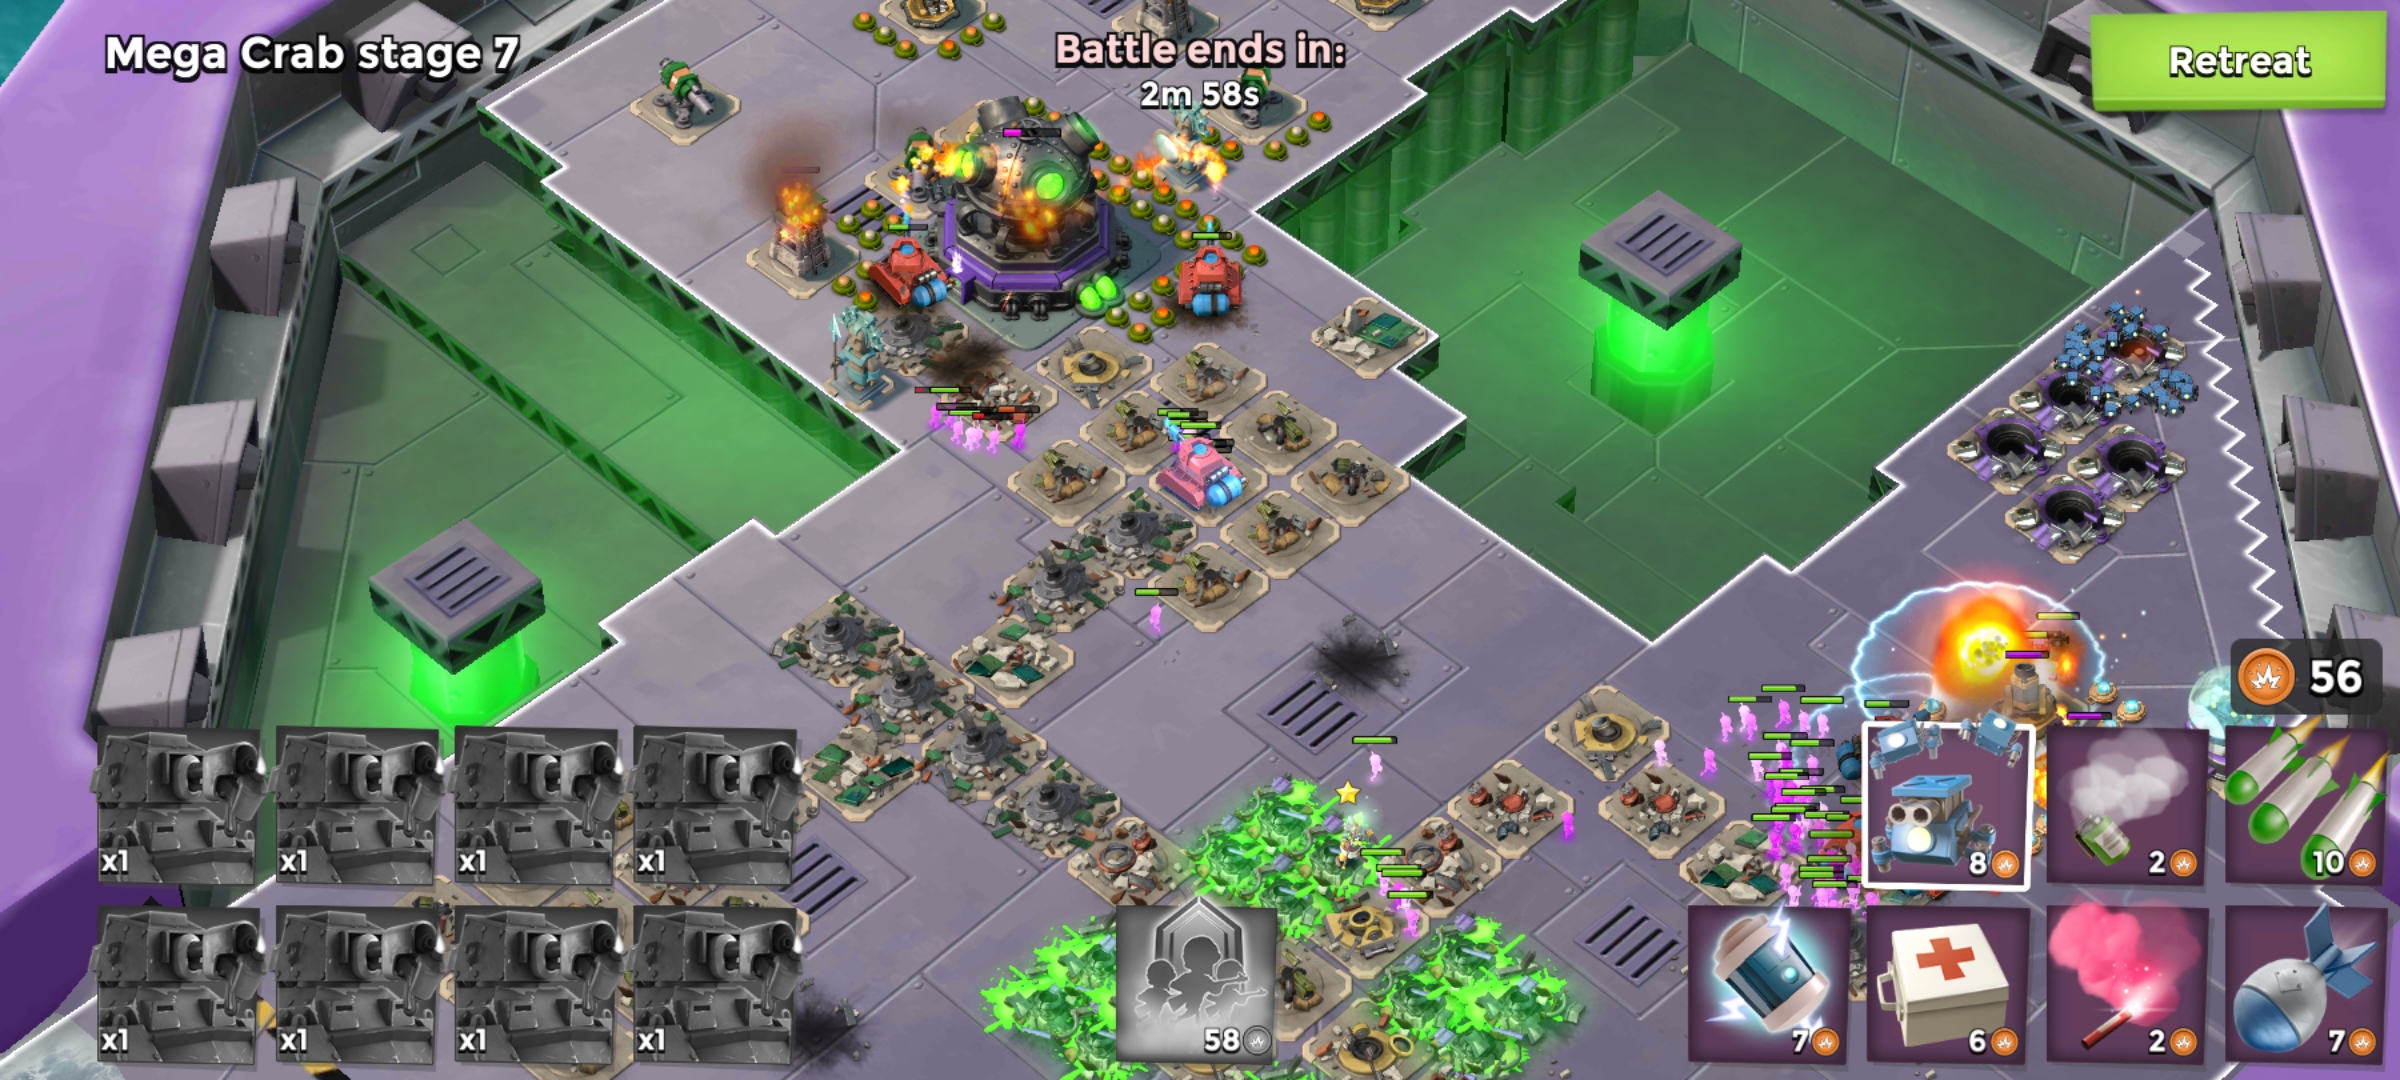 Mega Crab stage 7
Battle ends in:
2m 58s
Retreat
56
x1
x1
x1
x1
8
2
10
x1
x1
x1
x1
58
7
6
2
7